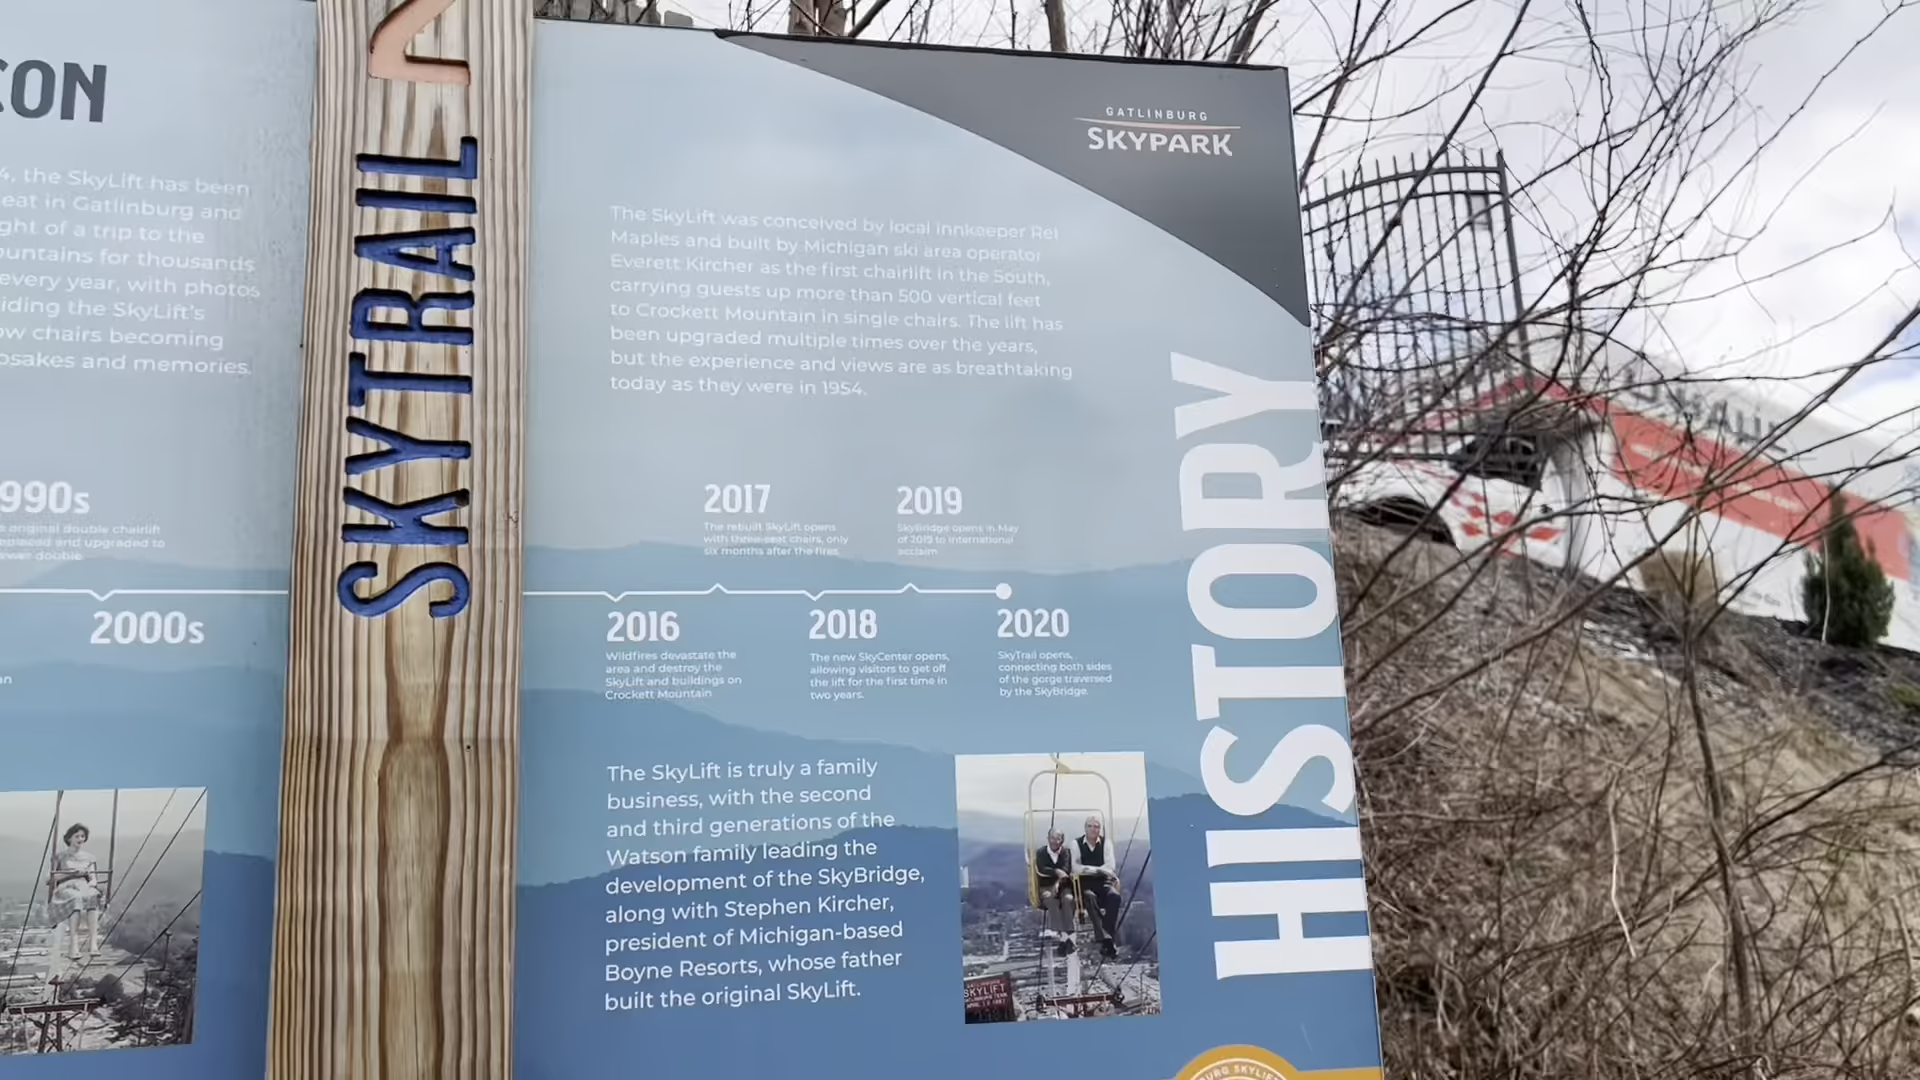 CON
4, the SkyLift has been
eat in Gatlinburg and
ght of a trip to the
ountains for thousands
every year, with photos
iding the SkyLift's
ow chairs becoming
psakes and memories.
990s
original double chairlift
replaced and upgraded to
newer double
2000s
SKYTRAIL
GATLINBURG
SKYPARK
The SkyLift was conceived by local innkeeper Rel
Maples and built by Michigan ski area operator
Everett Kircher as the first chairlift in the South,
carrying guests up more than 500 vertical feet
to Crockett Mountain in single chairs. The lift has
been upgraded multiple times over the years,
but the experience and views are as breathtaking
today as they were in 1954.
2017
The rebuilt SkyLift opens
with three-seat chairs, only
six months after the fires
2019
SkyBridge opens in May
of 2019 to international
acclaim
2016
Wildfires devastate the
area and destroy the
SkyLift and buildings on
Crockett Mountain
2018
The new SkyCenter opens,
allowing visitors to get off
the lift for the first time in
two years.
2020
SkyTrail opens,
connecting both sides
of the gorge traversed
by the SkyBridge.
The SkyLift is truly a family
business, with the second
and third generations of the
Watson family leading the
development of the SkyBridge,
along with Stephen Kircher,
president of Michigan-based
Boyne Resorts, whose father
built the original SkyLift.
SKYLIFT
HISTORY